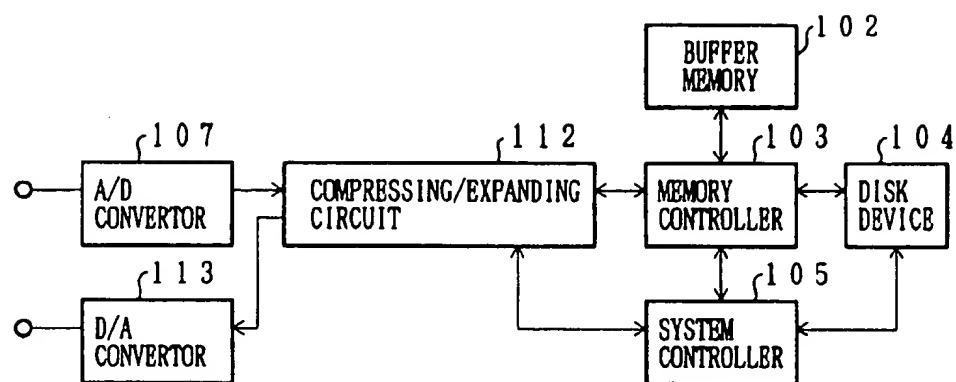 102
BUFFER
MEMORY
107
112
103
104
A/D
CONVERTOR
COMPRESSING/EXPANDING
CIRCUIT
MEMORY
CONTROLLER
DISK
DEVICE
113
105
D/A
CONVERTOR
SYSTEM
CONTROLLER